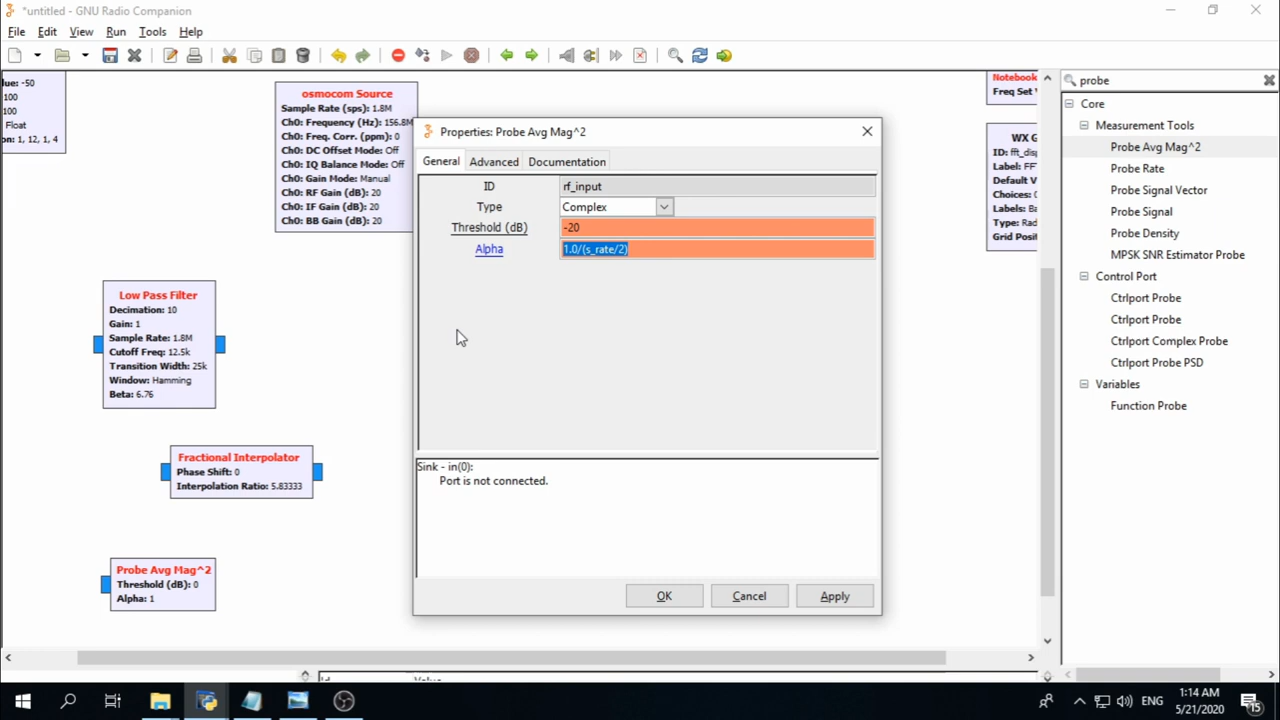 *untitled - GNU Radio Companion
File Edit View Run Tools Help
lue: -50
-100
100
Float
on: 1, 12, 1, 4
osmocom Source
Sample Rate (sps): 1.8M
Ch0: Frequency (Hz): 156.8M
Ch0: Freq. Corr. (ppm): 0
Ch0: DC Offset Mode: Off
Ch0: IQ Balance Mode: Off
Ch0: Gain Mode: Manual
Ch0: RF Gain (dB): 20
Ch0: IF Gain (dB): 20
Ch0: BB Gain (dB): 20
Low Pass Filter
Decimation: 10
Gain: 1
Sample Rate: 1.8M
Cutoff Freq: 12.5k
Transition Width: 25k
Window: Hamming
Beta: 6.76
Fractional Interpolator
Phase Shift: 0
Interpolation Ratio: 5.83333
Probe Avg Mag^2
Threshold (dB): 0
Alpha: 1
Properties: Probe Avg Mag^2
General Advanced Documentation
ID rf_input
Type Complex
Threshold (dB) -20
Alpha 1.0/(s_rate/2)
Sink - in(0):
Port is not connected.
OK Cancel Apply
Notebook
Freq Set V
WX G
ID: fft_disp
Label: FF
Default V
Choices: 0
Labels: Ba
Type: Rad
Grid Posit
probe
Core
Measurement Tools
Probe Avg Mag^2
Probe Rate
Probe Signal Vector
Probe Signal
Probe Density
MPSK SNR Estimator Probe
Control Port
Ctrlport Probe
Ctrlport Probe
Ctrlport Complex Probe
Ctrlport Probe PSD
Variables
Function Probe
ENG
1:14 AM
5/21/2020
15